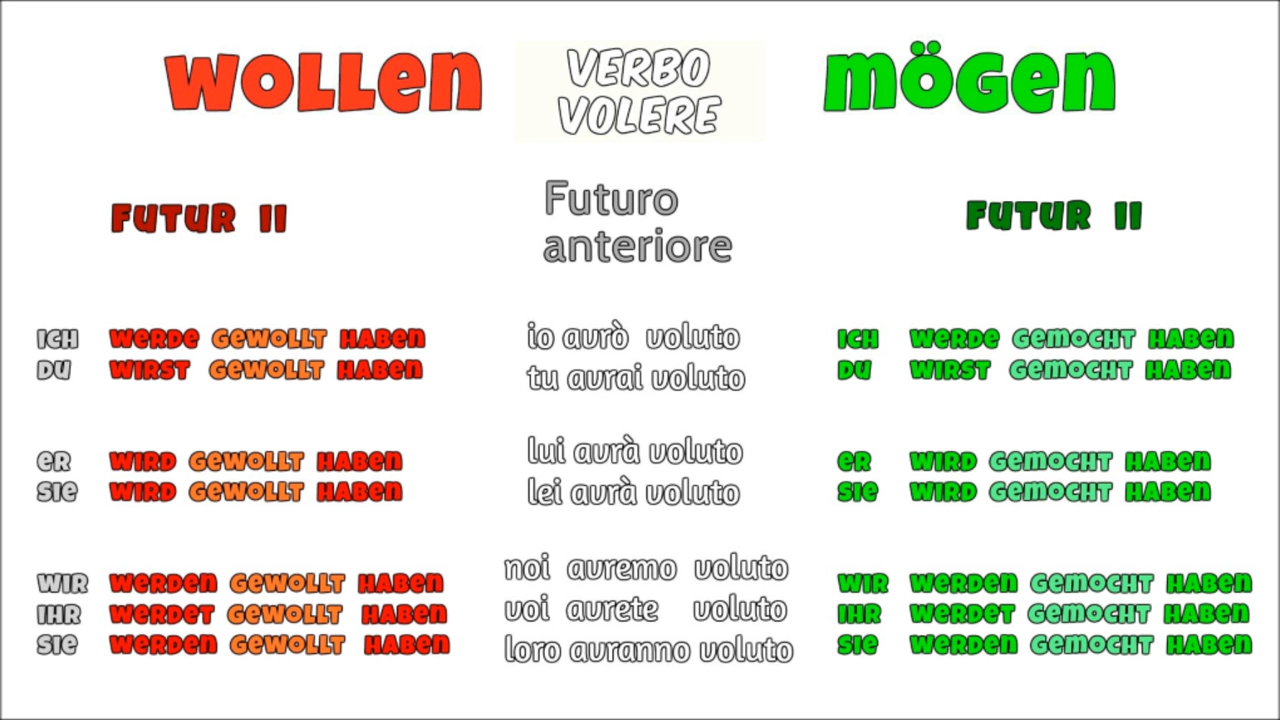 WOLLEN
VERBO
VOLERE
MÖGEN
FUTUR II
Futuro
anteriore
FUTUR II
ICH WERDE GEWOLLT HABEN
DU WIRST GEWOLLT HABEN
ER WIRD GEWOLLT HABEN
SIE WIRD GEWOLLT HABEN
WIR WERDEN GEWOLLT HABEN
IHR WERDET GEWOLLT HABEN
SIE WERDEN GEWOLLT HABEN
io avrò voluto
tu avrai voluto
lui avrà voluto
lei avrà voluto
noi avremo voluto
voi avrete voluto
loro avranno voluto
ICH WERDE GEMOCHT HABEN
DU WIRST GEMOCHT HABEN
ER WIRD GEMOCHT HABEN
SIE WIRD GEMOCHT HABEN
WIR WERDEN GEMOCHT HABEN
IHR WERDET GEMOCHT HABEN
SIE WERDEN GEMOCHT HABEN